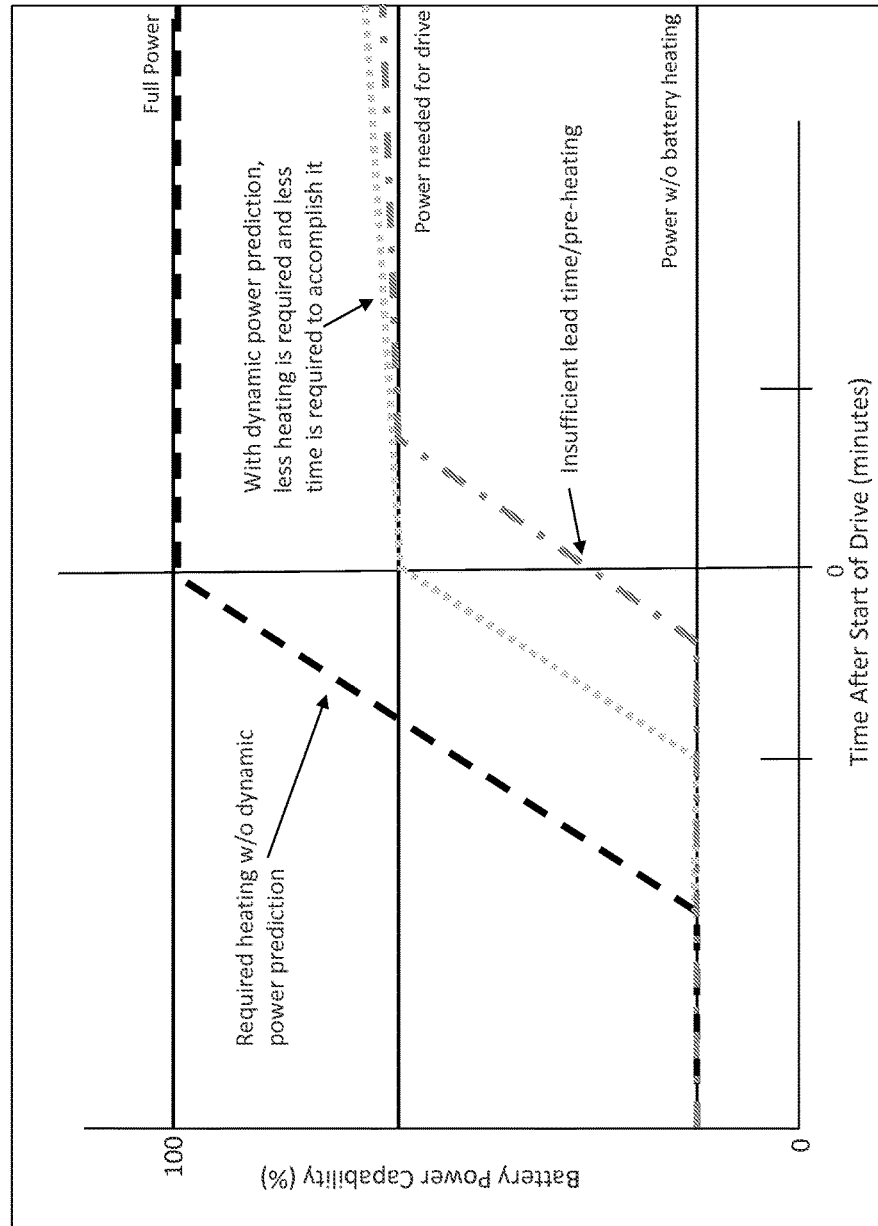 Battery Power Capability (%)
100
0
Full Power
Required heating w/o dynamic
power prediction
With dynamic power prediction,
less heating is required and less
time is required to accomplish it
Power needed for drive
Insufficient lead time/pre-heating
Power w/o battery heating
0
Time After Start of Drive (minutes)